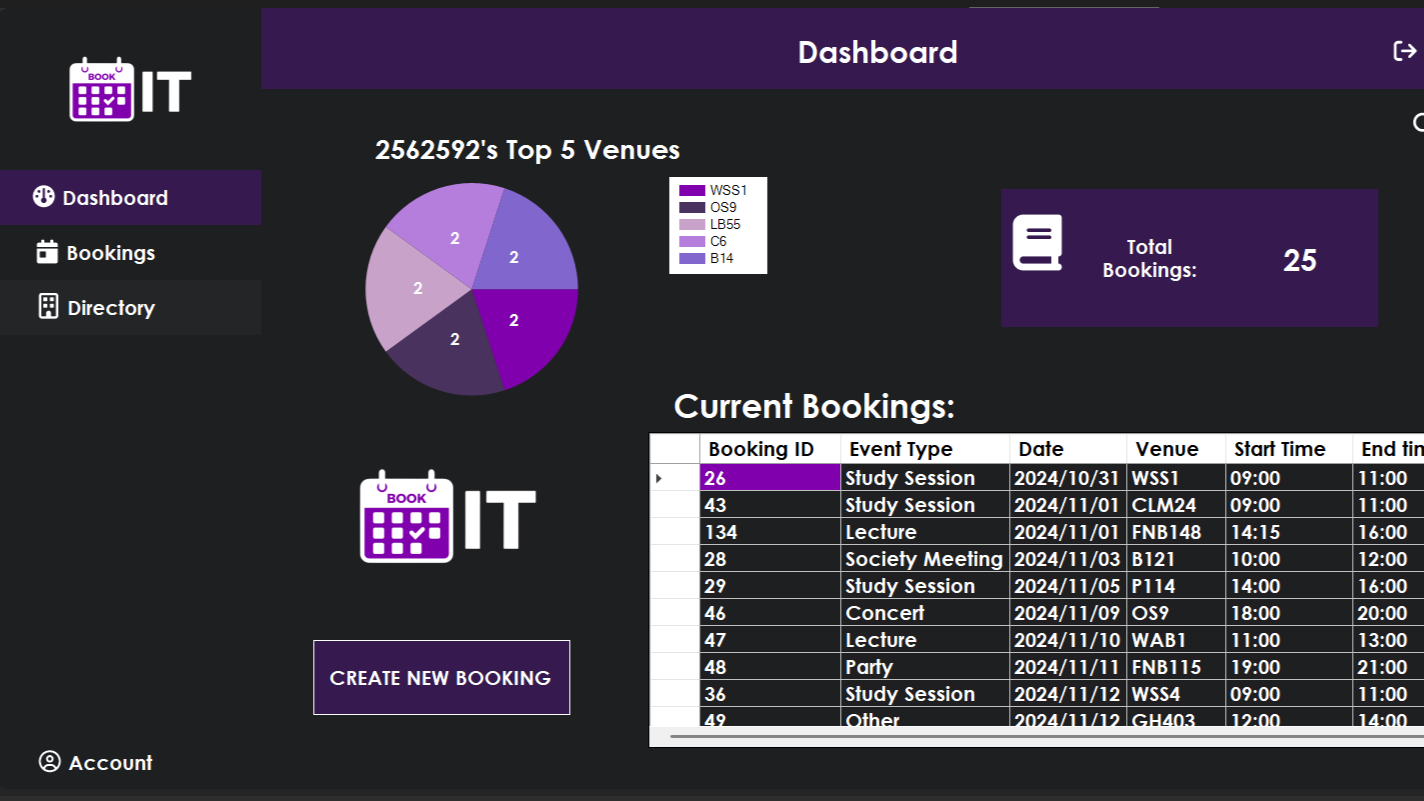 Dashboard
BOOK
IT
2562592's Top 5 Venues
Dashboard
Bookings
Directory
WSS1
OS9
LB55
C6
B14
2
2
2
2
2
Total
Bookings:
25
Current Bookings:
Booking ID Event Type Date Venue Start Time End
26 Study Session 2024/10/31 WSS1 09:00 11:00
43 Study Session 2024/11/01 CLM24 09:00 11:00
134 Lecture 2024/11/01 FNB148 14:15 16:00
28 Society Meeting 2024/11/03 B121 10:00 12:00
29 Study Session 2024/11/05 P114 14:00 16:00
46 Concert 2024/11/09 OS9 18:00 20:00
47 Lecture 2024/11/10 WAB1 11:00 13:00
48 Party 2024/11/11 FNB115 19:00 21:00
36 Study Session 2024/11/12 WSS4 09:00 11:00
49 Other 2024/11/12 GH403 12:00 14:00
BOOK
IT
CREATE NEW BOOKING
Account